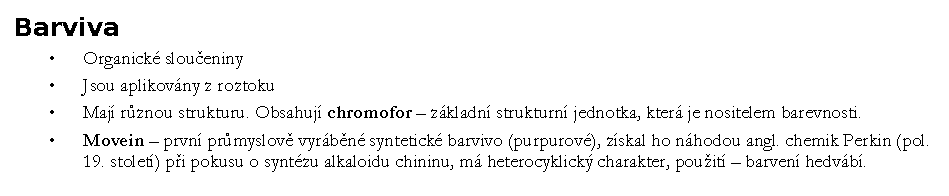 Barviva
• Organické sloučeniny
• Jsou aplikovány z roztoku
• Mají různou strukturu. Obsahují chromofor – základní strukturní jednotka, která je nositelem barevnosti.
• Movein – první průmyslově vyráběné syntetické barvivo (purpurové), získal ho náhodou angl. chemik Perkin (pol.
19. století) při pokusu o syntézu alkaloidu chininu, má heterocyklický charakter, použití – barvení hedvábí.